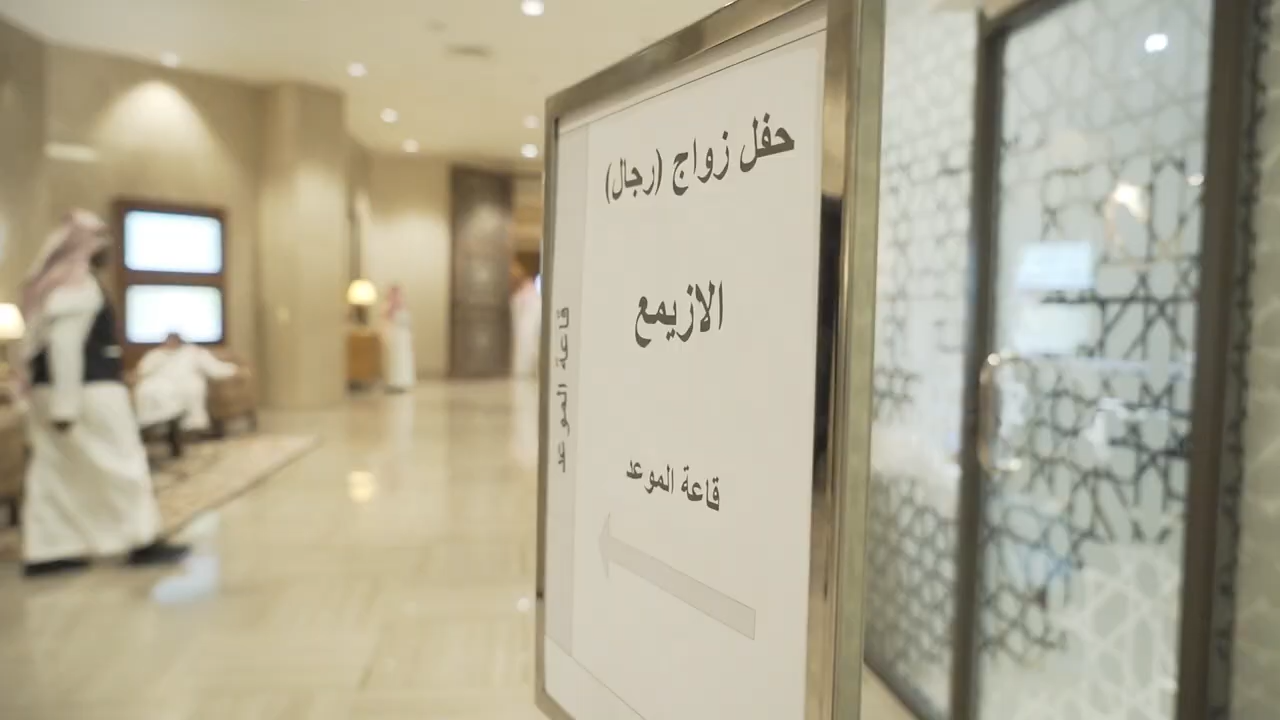 حفل زواج (رجال)
الازيمع
قاعة الموعد
قاعة الموعد